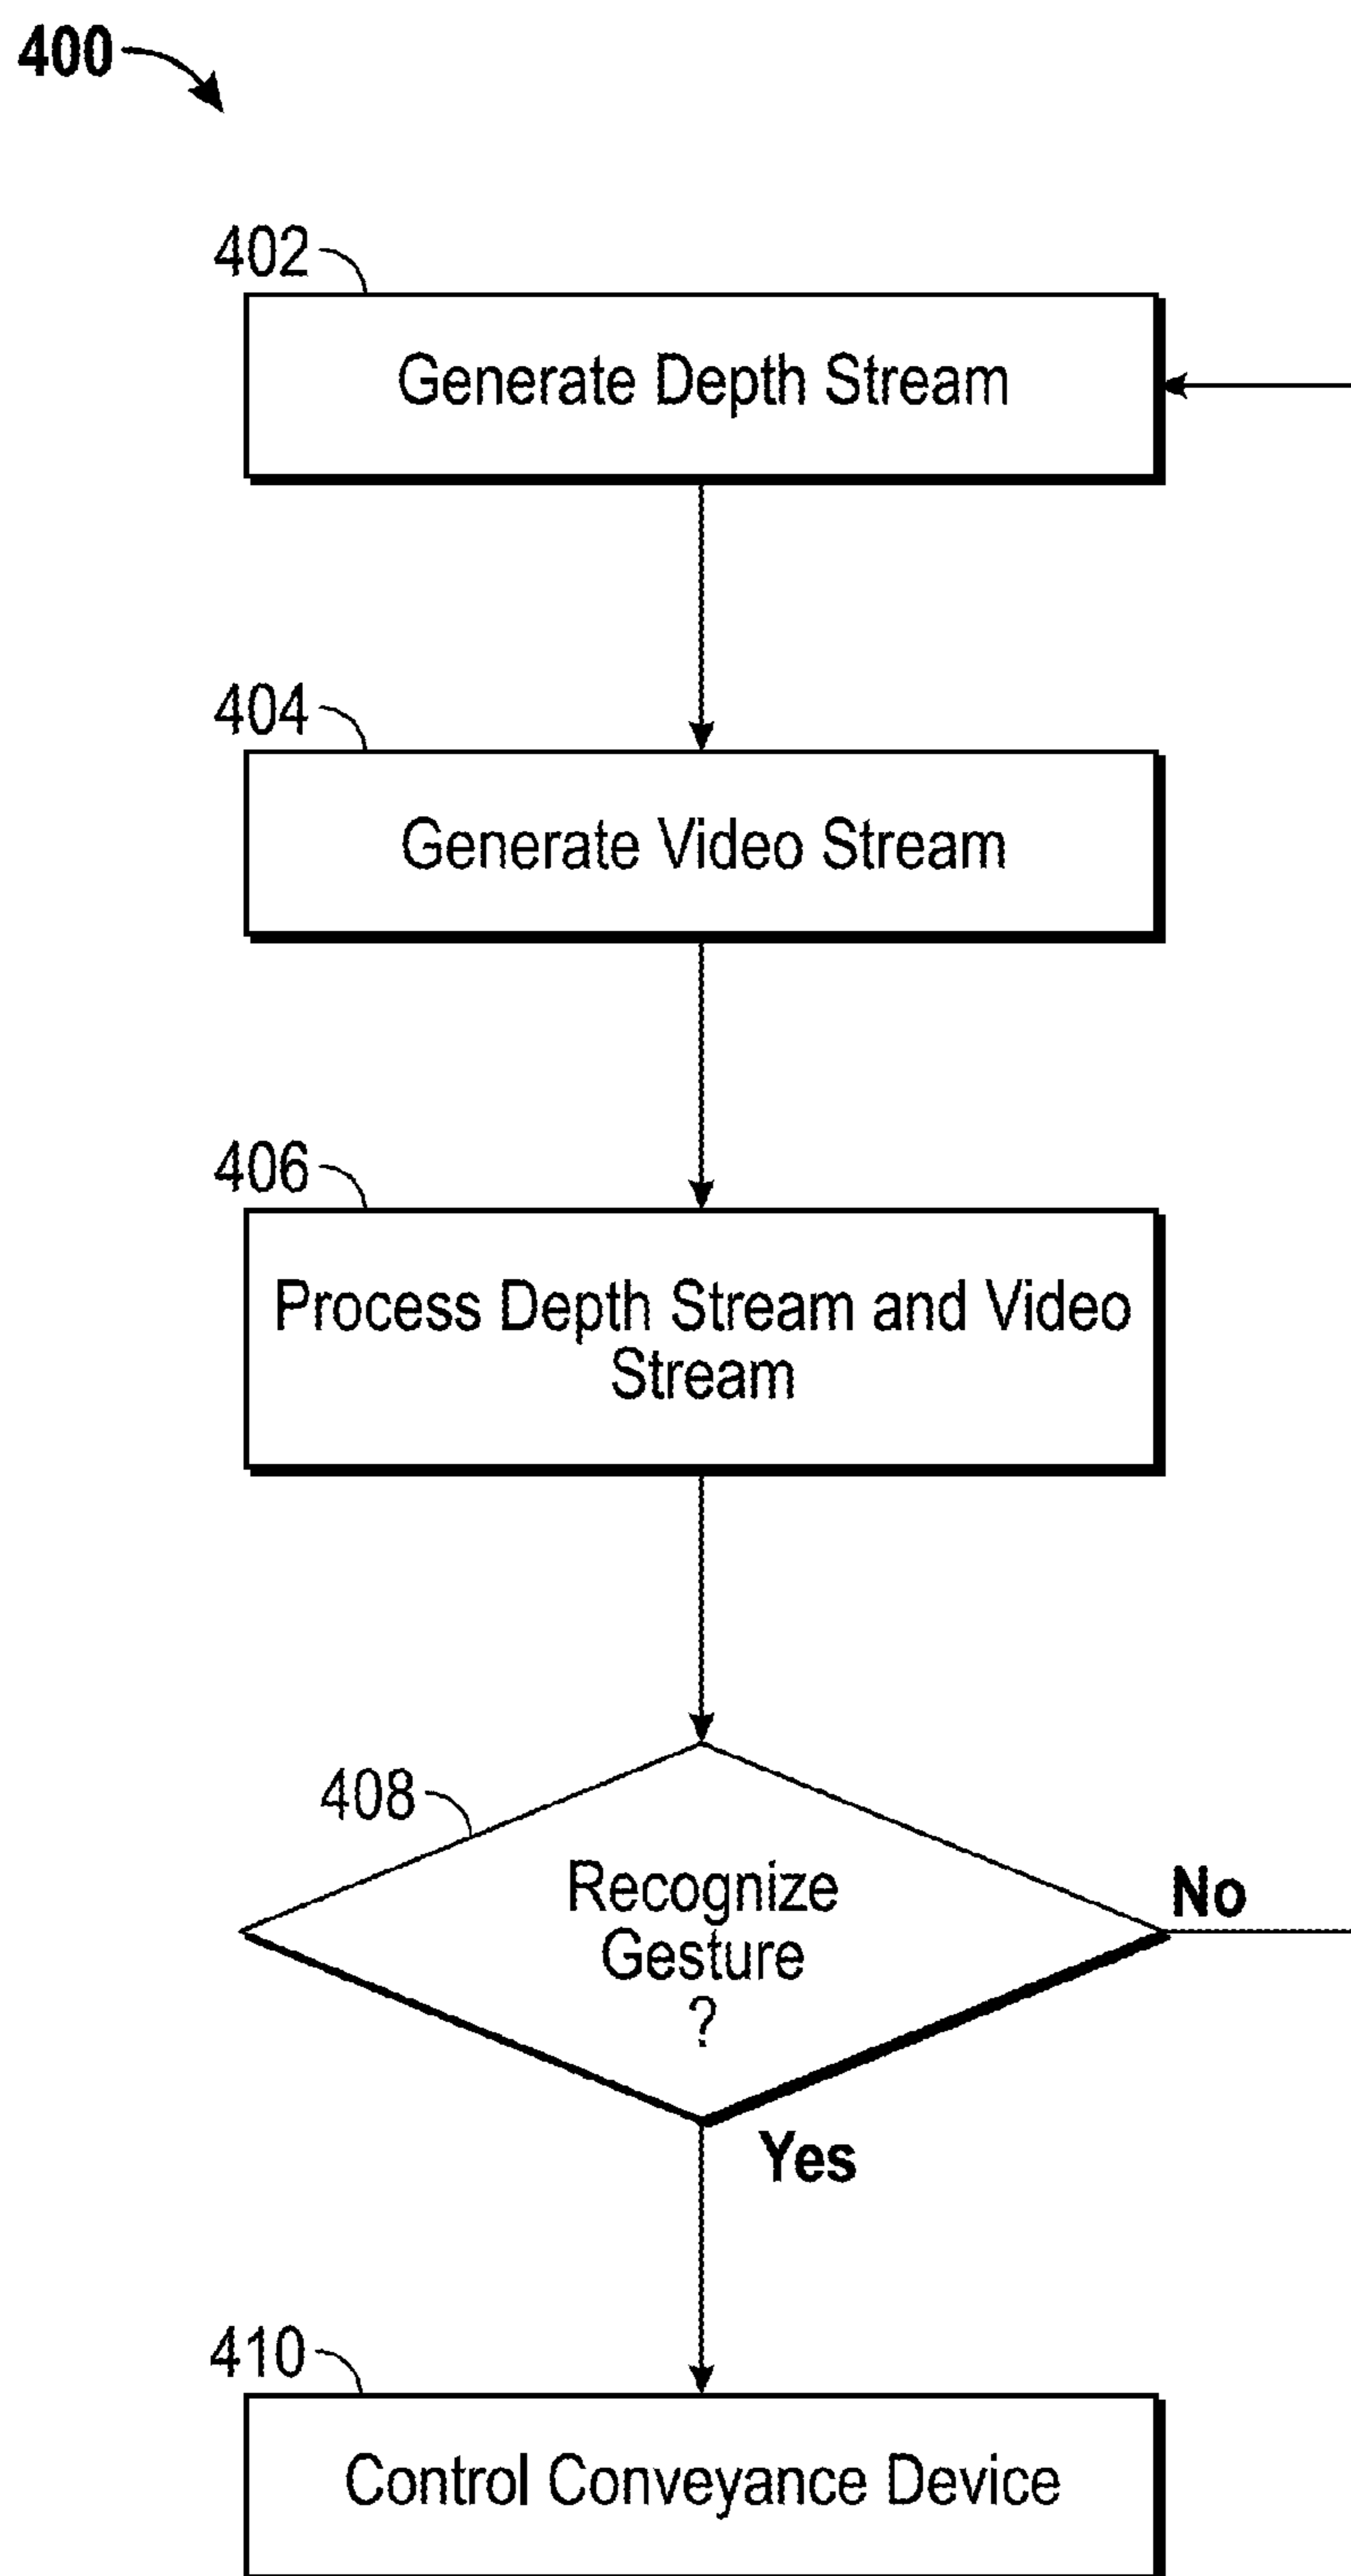 400
402
Generate Depth Stream
404
Generate Video Stream
406
Process Depth Stream and Video
Stream
408
Recognize
Gesture
?
No
Yes
410
Control Conveyance Device